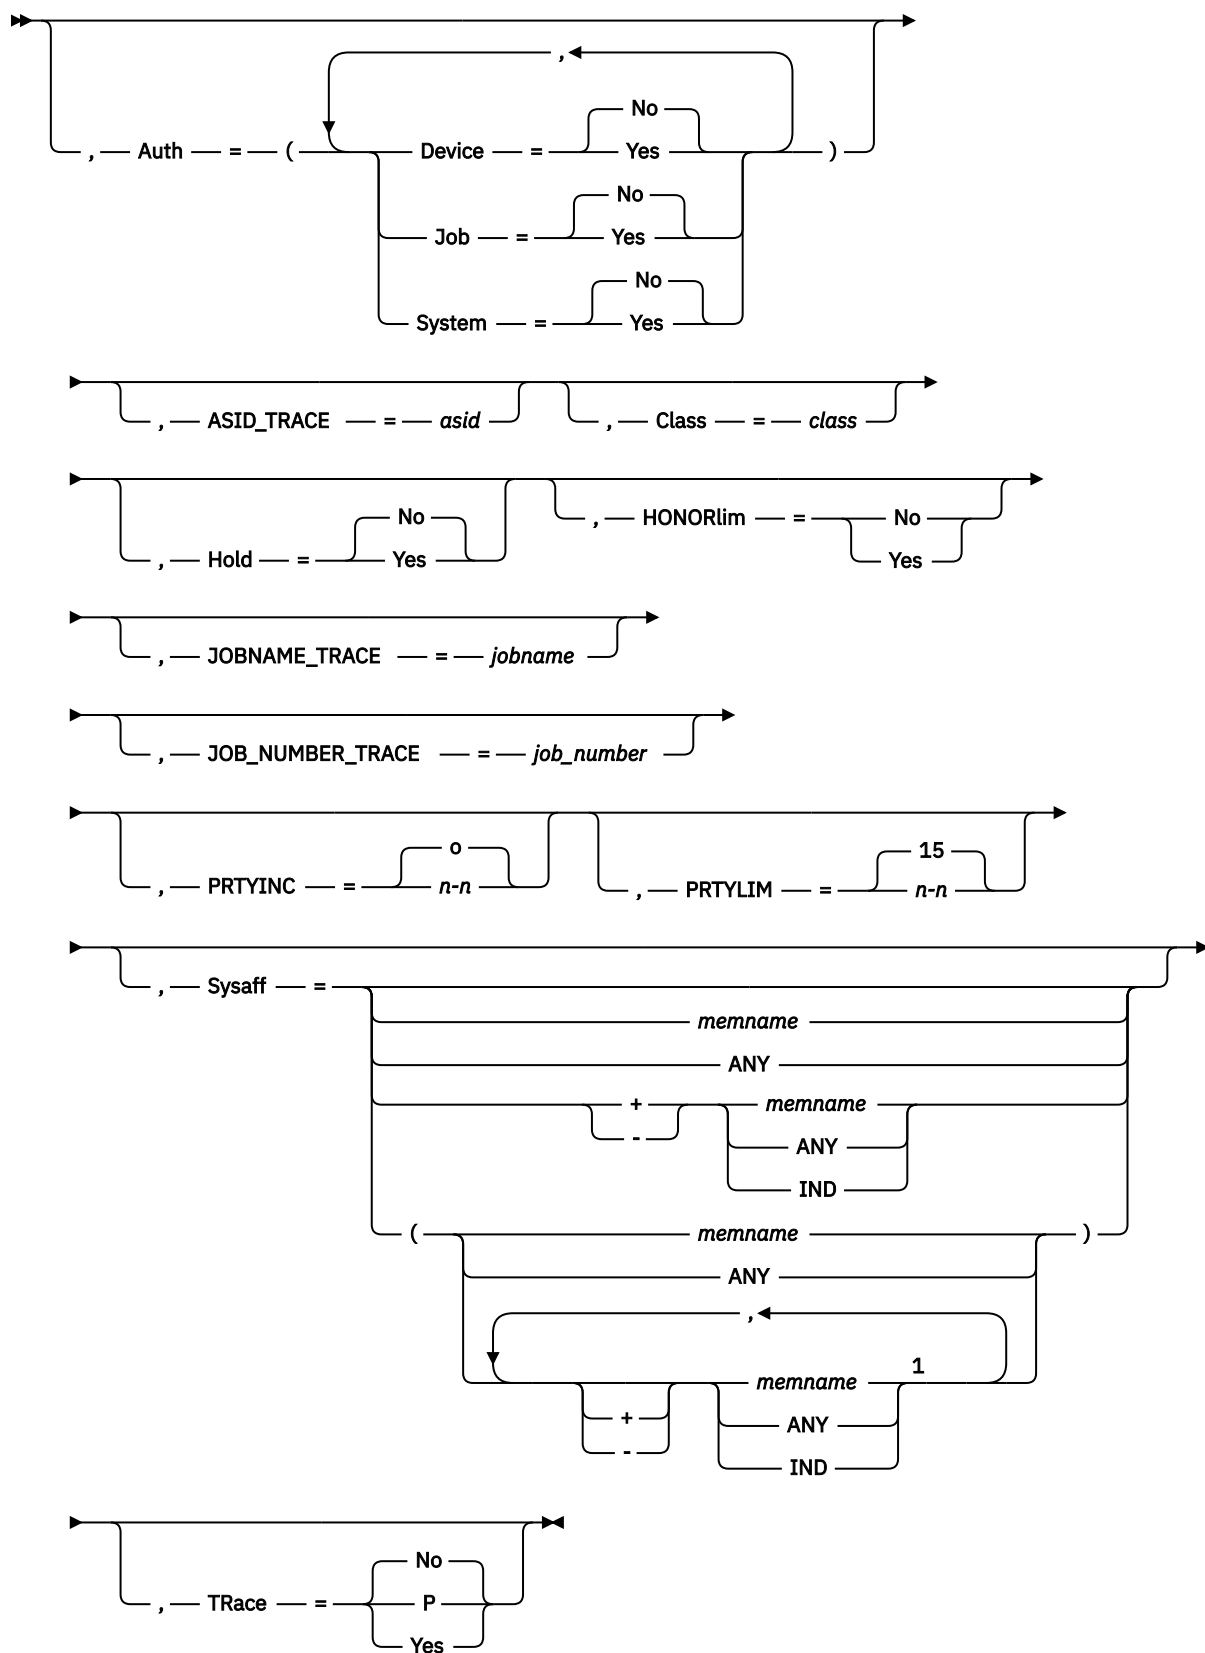 ,
No
, Auth = ( Device = Yes )
No
Job = Yes
No
System = Yes
, ASID_TRACE = asid , Class = class
No , HONORlim = No
, Hold = Yes Yes
, JOBNAME_TRACE = jobname
, JOB_NUMBER_TRACE = job_number
o 15
, PRTYINC = n-n , PRTYLIM = n-n
, Sysaff =
memname
ANY
+ memname
- ANY
IND
( memname )
ANY
,
memname 1
+ ANY
- IND
No
, TRace = P
Yes